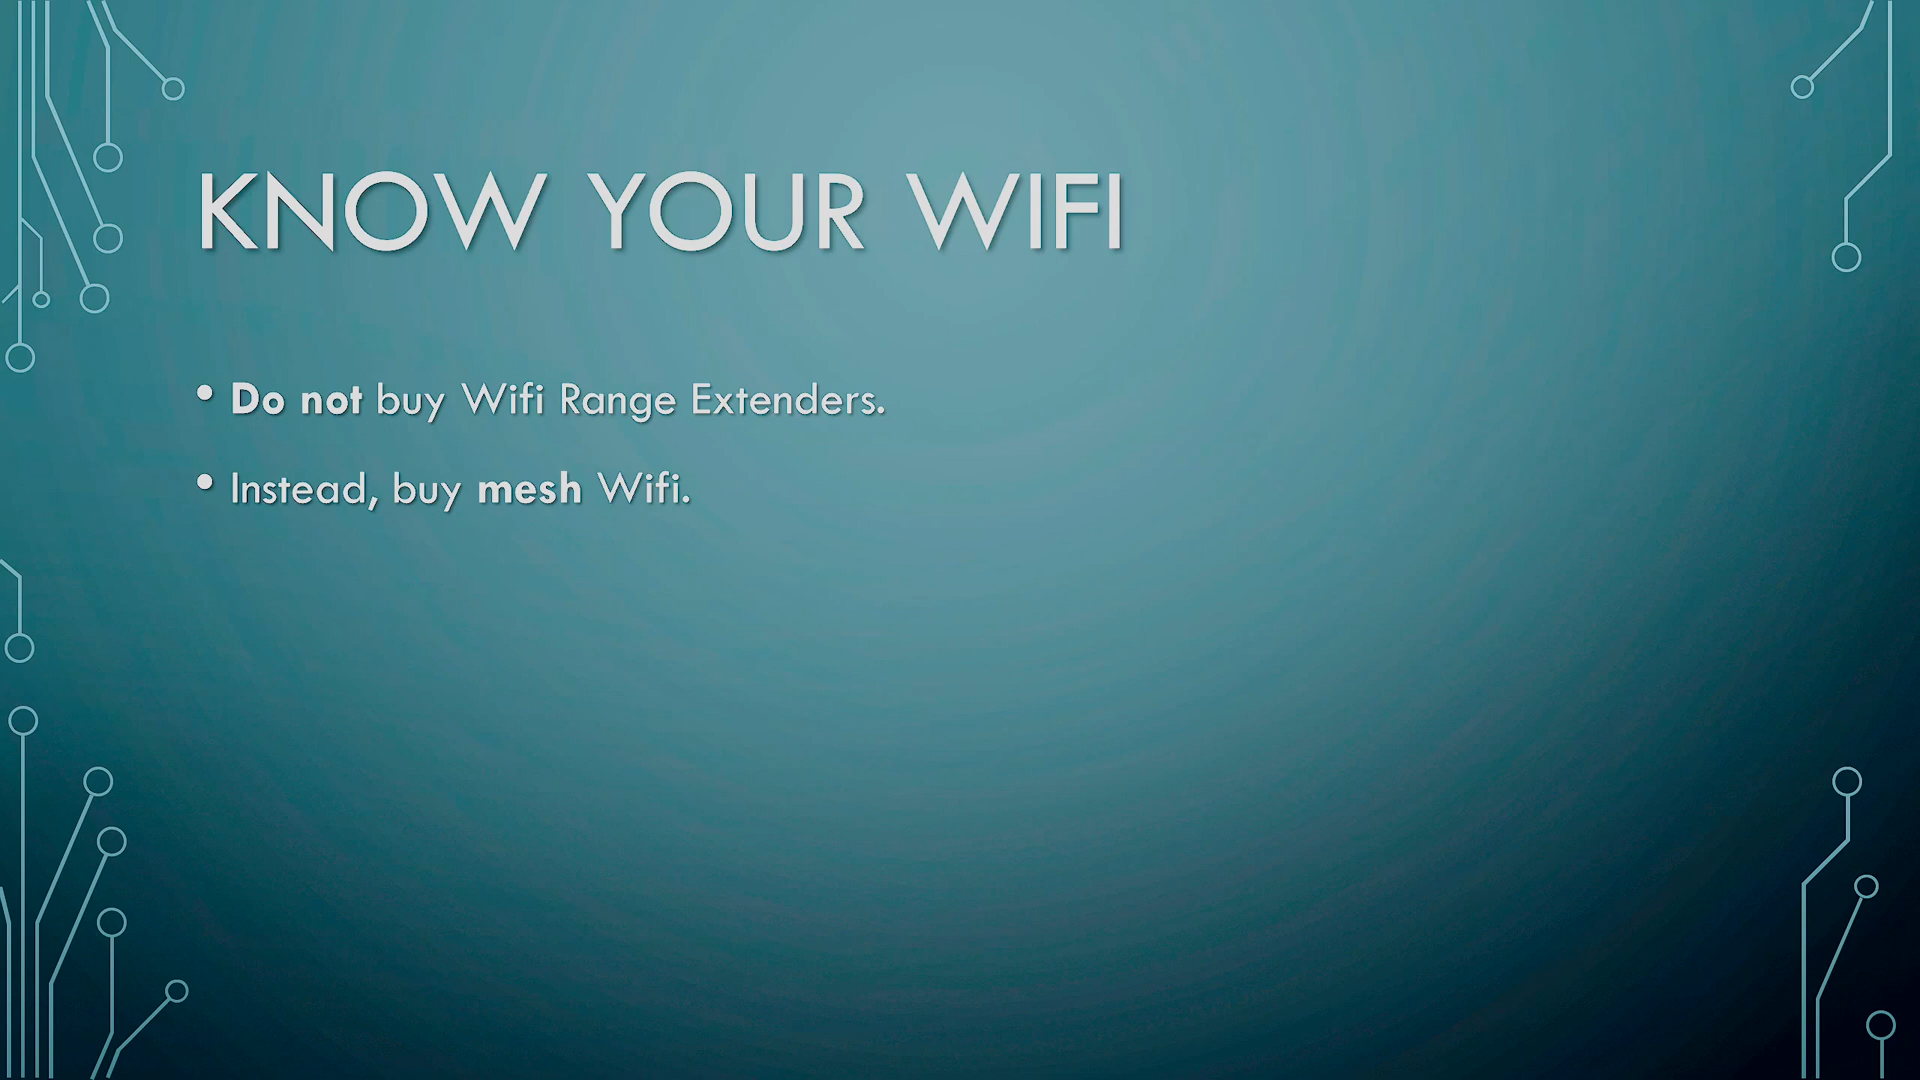 KNOW YOUR WIFI
• Do not buy Wifi Range Extenders.
• Instead, buy mesh Wifi.